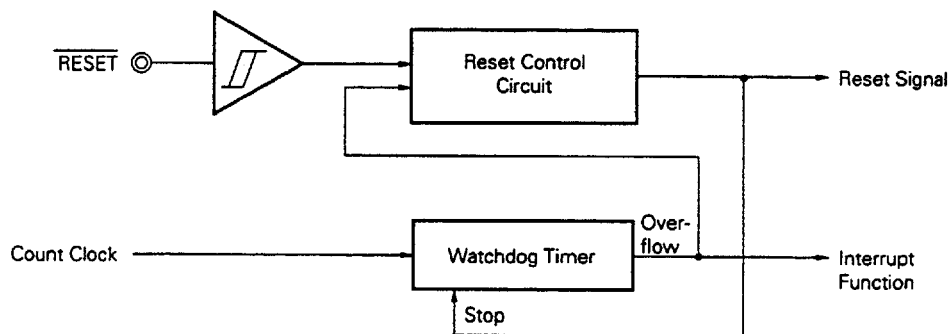 RESET
Reset Control
Circuit
Reset Signal
Over-
flow
Count Clock
Watchdog Timer
Interrupt
Function
Stop